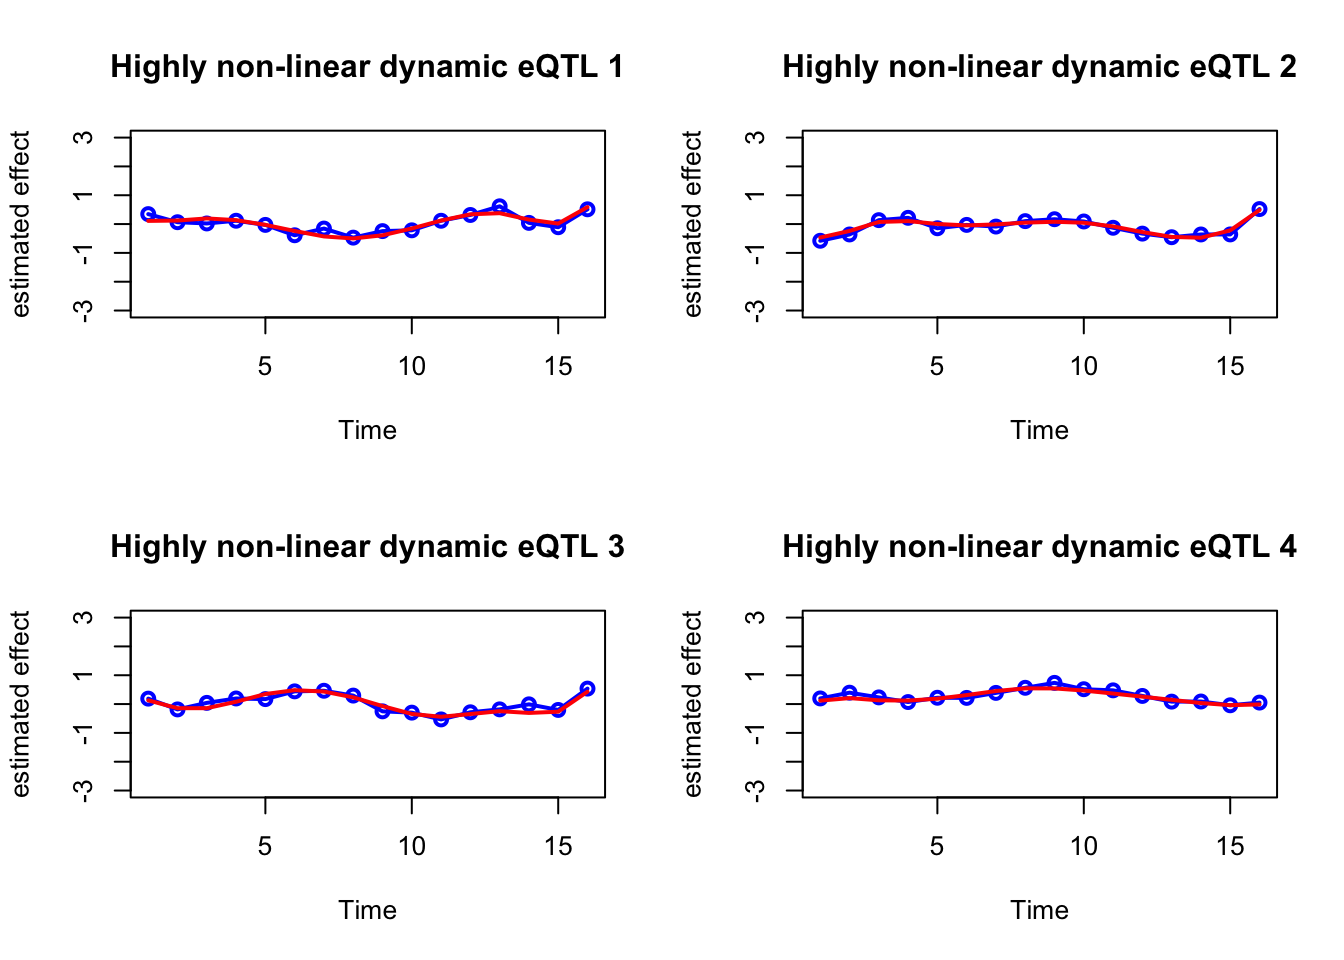 Highly non-linear dynamic eQTL 1
estimated effect
3
1
-1
-3
5 10 15
Time
Highly non-linear dynamic eQTL 2
estimated effect
3
1
-1
-3
5 10 15
Time
Highly non-linear dynamic eQTL 3
estimated effect
3
1
-1
-3
5 10 15
Time
Highly non-linear dynamic eQTL 4
estimated effect
3
1
-1
-3
5 10 15
Time